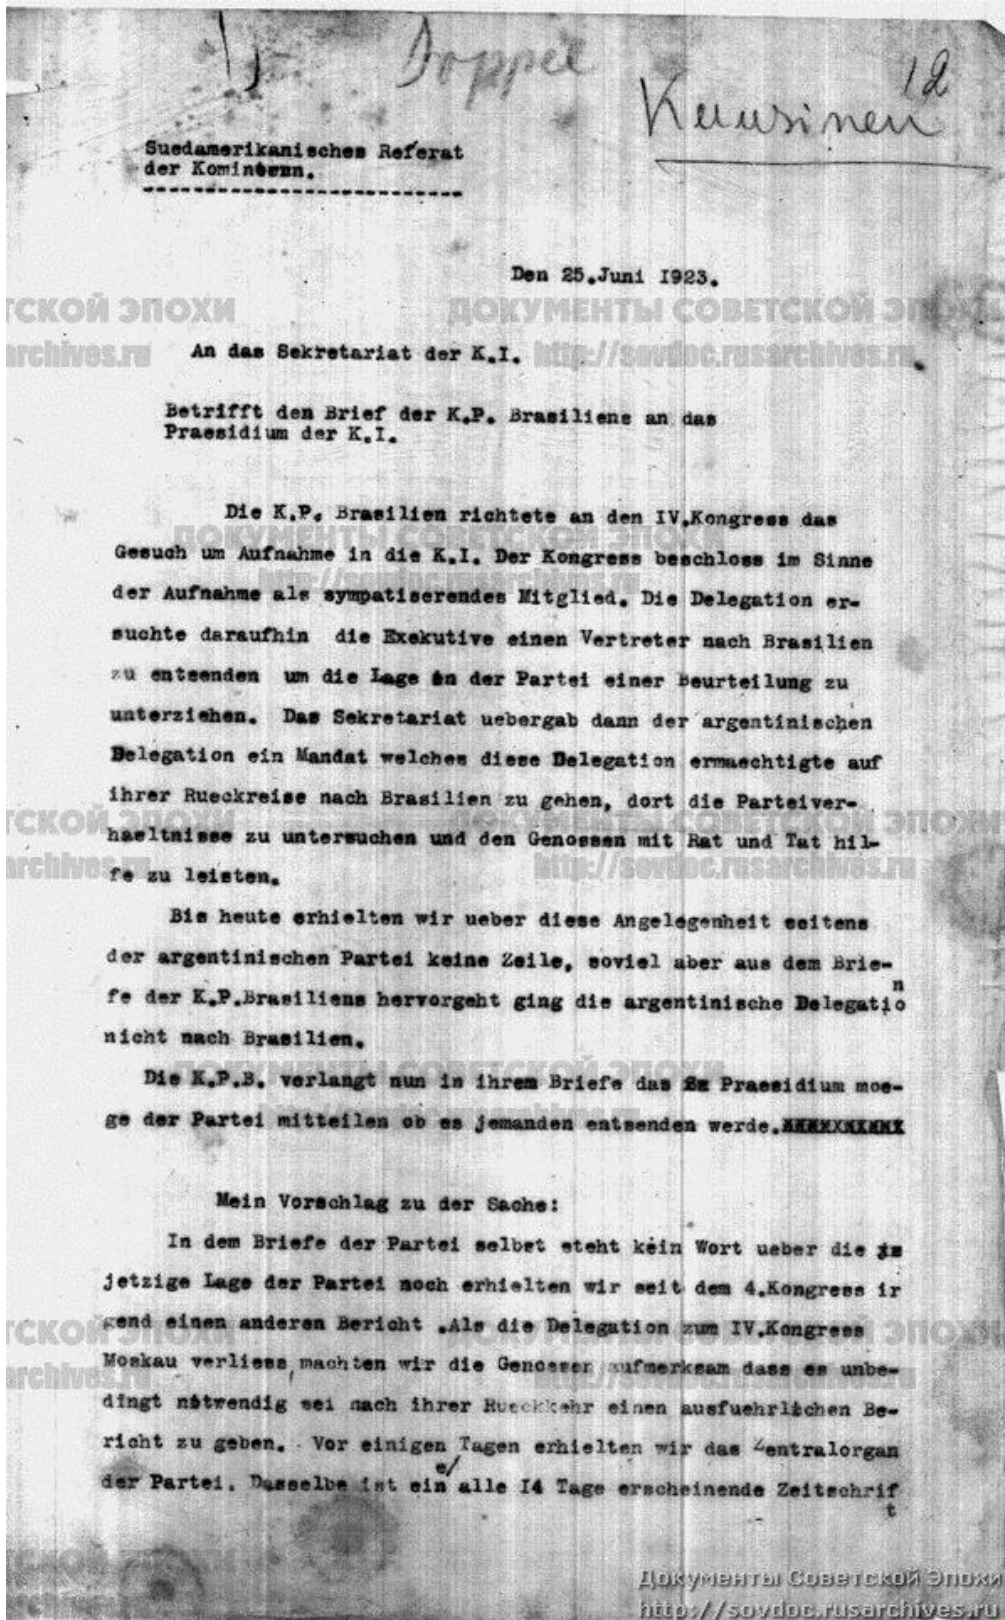 Doppel
12
Kuusinen
Suedamerikanisches Referat
der Komintern.
Den 25.Juni 1923.
An das Sekretariat der K.I.
Betrifft den Brief der K.P. Brasiliens an das
Praesidium der K.I.
Die K.P. Brasilien richtete an den IV.Kongress das
Gesuch um Aufnahme in die K.I. Der Kongress beschloss im Sinne
der Aufnahme als sympatiserendes Mitglied. Die Delegation er-
suchte daraufhin die Exekutive einen Vertreter nach Brasilien
zu entsenden um die Lage in der Partei einer Beurteilung zu
unterziehen. Das Sekretariat uebergab dann der argentinischen
Delegation ein Mandat welches diese Delegation ermaechtigte auf
ihrer Rueckreise nach Brasilien zu gehen, dort die Parteiver-
haeltnisse zu untersuchen und den Genossen mit Rat und Tat hil-
fe zu leisten.
Bis heute erhielten wir ueber diese Angelegenheit seitens
der argentinischen Partei keine Zeile, soviel aber aus dem Brie-
fe der K.P.Brasiliens hervorgeht ging die argentinische Delegation
nicht nach Brasilien.
Die K.P.B. verlangt nun in ihrem Briefe das Praesidium moe-
ge der Partei mitteilen ob es jemanden entsenden werde.
Mein Vorschlag zu der Sache:
In dem Briefe der Partei selbst steht kein Wort ueber die
jetzige Lage der Partei noch erhielten wir seit dem 4.Kongress ir
gend einen anderen Bericht .Als die Delegation zum IV.Kongress
Moskau verliess machten wir die Genossen aufmerksam dass es unbe-
dingt notwendig sei nach ihrer Rueckkehr einen ausfuehrlichen Be-
richt zu geben. Vor einigen Tagen erhielten wir das Zentralorgan
der Partei. Dasselbe ist eine alle 14 Tage erscheinende Zeitschrift
Документы Советской Эпохи
http://sovdoc.rusarchives.ru